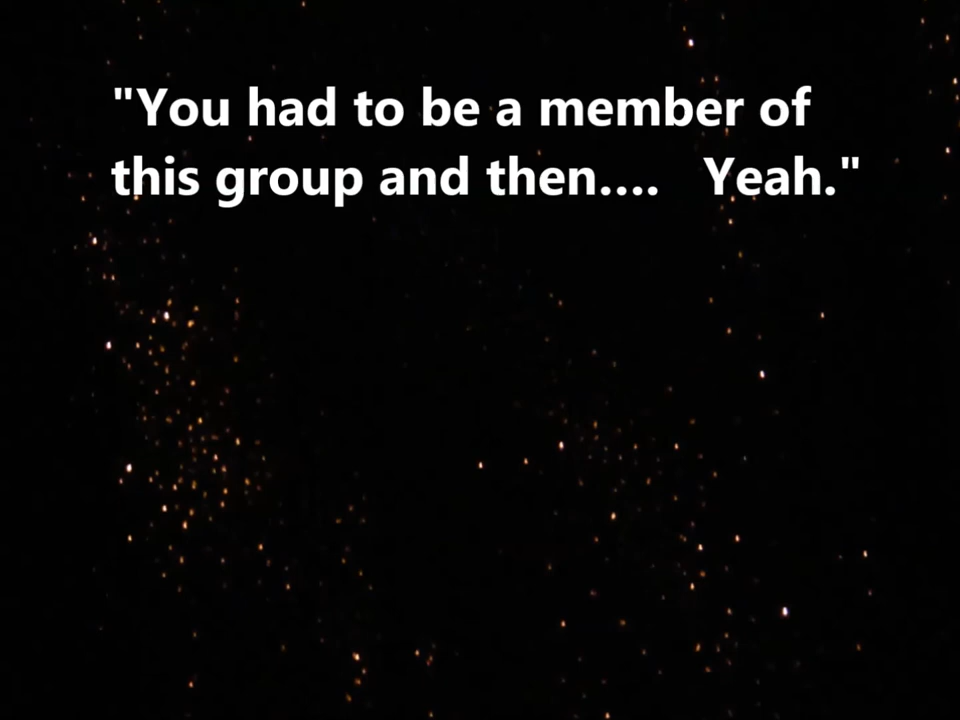 "You had to be a member of
this group and then.... Yeah."